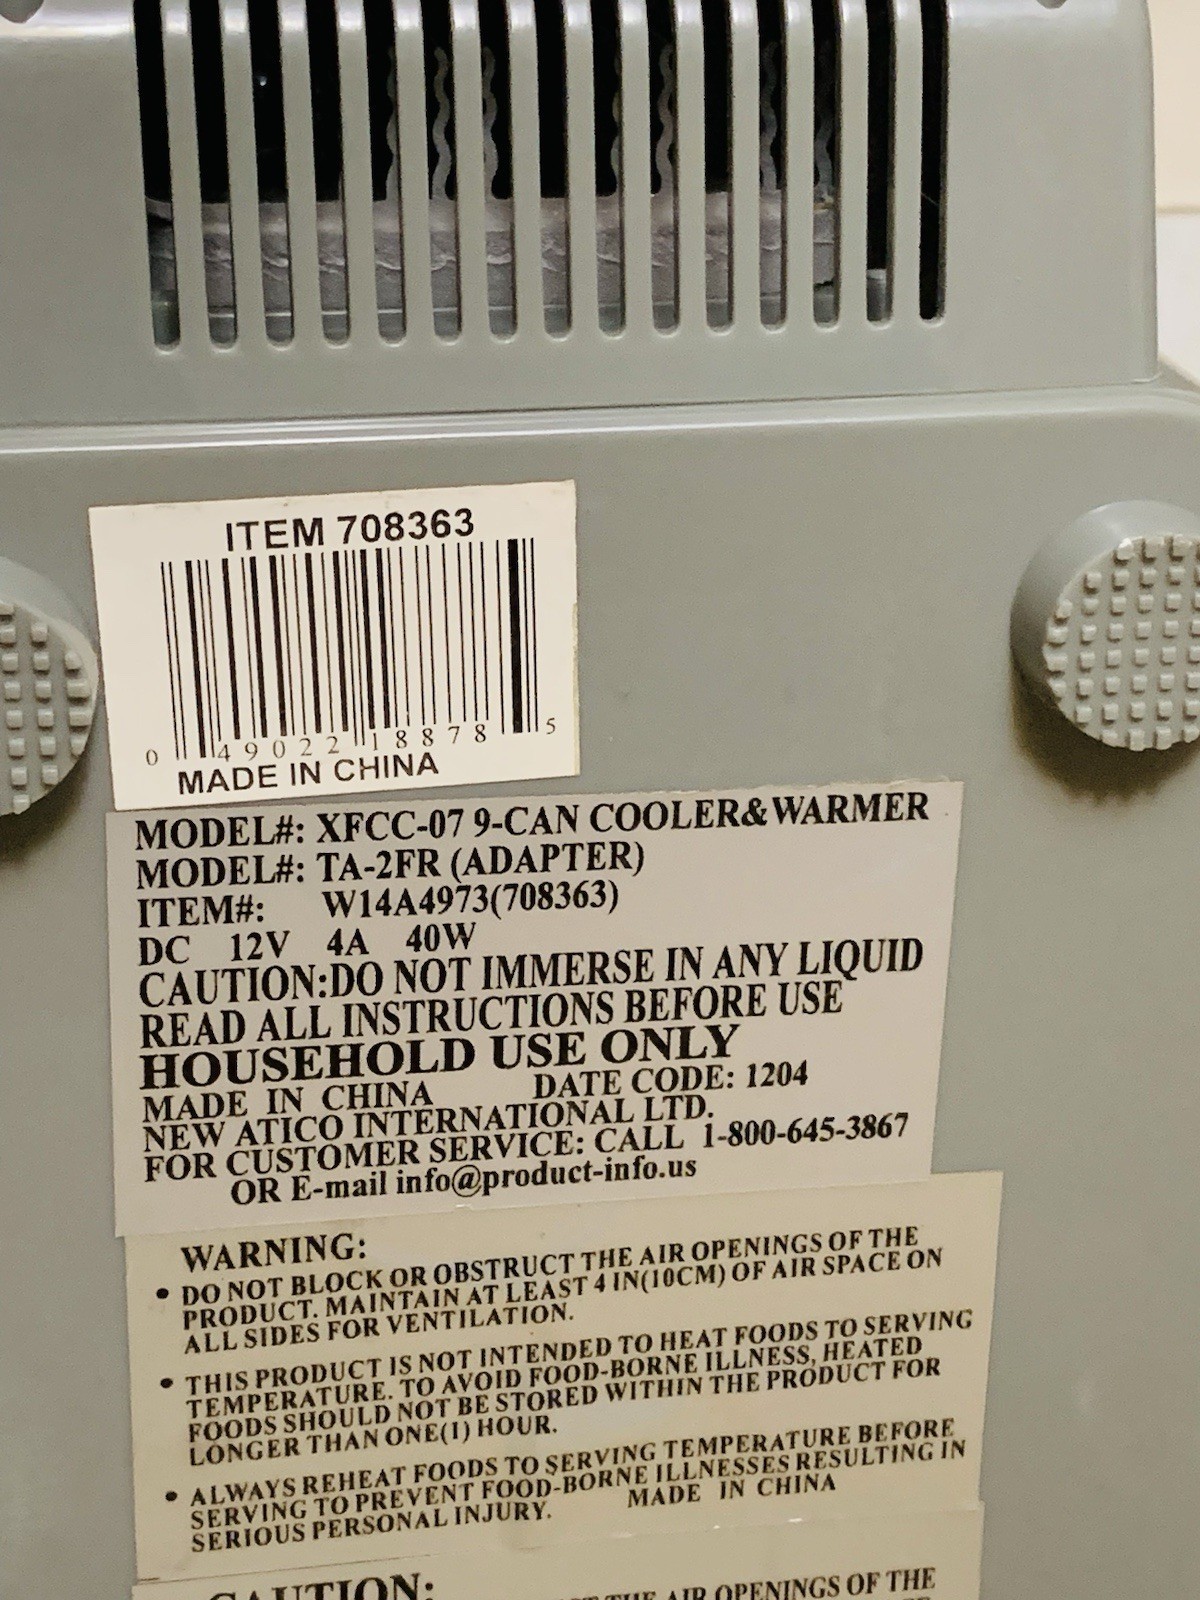 ITEM 708363
0 49022 18878 5
MADE IN CHINA
MODEL#: XFCC-07 9-CAN COOLER&WARMER
MODEL#: TA-2FR (ADAPTER)
ITEM#: W14A4973(708363)
DC 12V 4A 40W
CAUTION:DO NOT IMMERSE IN ANY LIQUID
READ ALL INSTRUCTIONS BEFORE USE
HOUSEHOLD USE ONLY
MADE IN CHINA DATE CODE: 1204
NEW ATICO INTERNATIONAL LTD.
FOR CUSTOMER SERVICE: CALL 1-800-645-3867
OR E-mail info@product-info.us
WARNING:
• DO NOT BLOCK OR OBSTRUCT THE AIR OPENINGS OF THE
PRODUCT. MAINTAIN AT LEAST 4 IN(10CM) OF AIR SPACE ON
ALL SIDES FOR VENTILATION.
• THIS PRODUCT IS NOT INTENDED TO HEAT FOODS TO SERVING
TEMPERATURE. TO AVOID FOOD-BORNE ILLNESS, HEATED
FOODS SHOULD NOT BE STORED WITHIN THE PRODUCT FOR
LONGER THAN ONE(1) HOUR.
• ALWAYS REHEAT FOODS TO SERVING TEMPERATURE BEFORE
SERVING TO PREVENT FOOD-BORNE ILLNESSES RESULTING IN
SERIOUS PERSONAL INJURY. MADE IN CHINA
CAUTION:
THE AIR OPENINGS OF THE